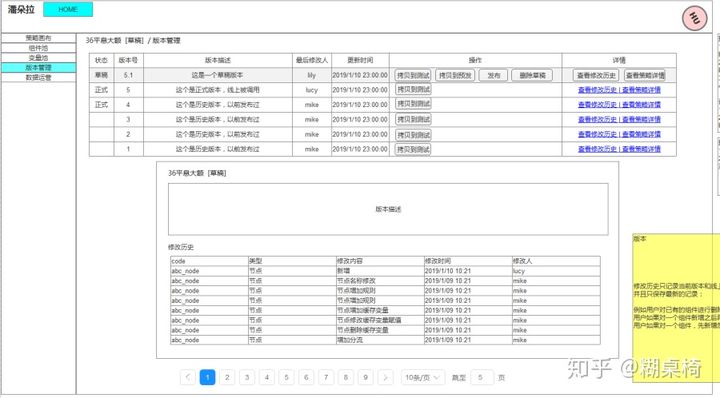 潘朵拉
HOME
HU
策略画布
组件池
变量池
版本管理
数据运营
36平息大额 [草稿] / 版本管理
状态 版本号 版本描述 最后修改人 更新时间 操作 详情
草稿 5.1 这是一个草稿版本 lily 2019/1/10 23:00:00 拷贝到测试 拷贝到预发 发布 删除草稿 查看修改历史 查看策略详情
正式 5 这个是正式版本，线上被调用 lucy 2019/1/10 23:00:00 拷贝到测试 查看修改历史 | 查看策略详情
正式 4 这个是历史版本，以前发布过 mike 2019/1/10 23:00:00 拷贝到测试 查看修改历史 | 查看策略详情
3 这个是历史版本，以前发布过 mike 2019/1/10 23:00:00 拷贝到测试 查看修改历史 | 查看策略详情
2 这个是历史版本，以前发布过 mike 2019/1/10 23:00:00 拷贝到测试 查看修改历史 | 查看策略详情
1 这个是历史版本，以前发布过 mike 2019/1/10 23:00:00 拷贝到测试 查看修改历史 | 查看策略详情
36平息大额 [草稿]
版本描述
修改历史
code 类型 修改内容 修改时间 修改人
abc_node 节点 新增 2019/1/09 10:21 lucy
abc_node 节点 节点名称修改 2019/1/09 10:21 mike
abc_node 节点 节点增加规则 2019/1/09 10:21 mike
abc_node 节点 节点增加规则 2019/1/09 10:21 mike
abc_node 节点 节点增加缓存变量 2019/1/09 10:21 mike
abc_node 节点 节点修改缓存变量赋值 2019/1/09 10:21 mike
abc_node 节点 节点删除缓存变量 2019/1/09 10:21 mike
abc_node 节点 增加分流 2019/1/09 10:21 mike
1 2 3 4 5 6 7 8 9 10条/页 跳至 5 页
版本
修改历史只记录当前版本和线上
并且只保存最新的记录；
例如用户对已有的组件进行删除
用户如果对一个组件新增之后再
用户如果对一个组件，先新增
知乎 @糊桌椅